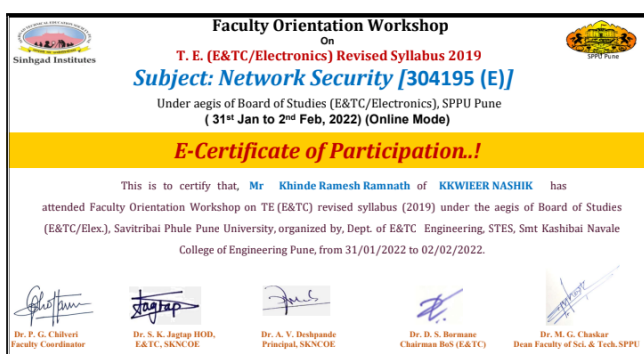 Faculty Orientation Workshop
On
T. E. (E&TC/Electronics) Revised Syllabus 2019
Subject: Network Security [304195 (E)]
Under aegis of Board of Studies (E&TC/Electronics), SPPU Pune
( 31st Jan to 2nd Feb, 2022) (Online Mode)
Sinhgad Institutes
SPPU Pune
E-Certificate of Participation..!
This is to certify that, Mr Khinde Ramesh Ramnath of KKWIEER NASHIK has
attended Faculty Orientation Workshop on TE (E&TC) revised syllabus (2019) under the aegis of Board of Studies
(E&TC/Elex.), Savitribai Phule Pune University, organized by, Dept. of E&TC Engineering, STES, Smt Kashibai Navale
College of Engineering Pune, from 31/01/2022 to 02/02/2022.
Jagtap
Dr. P. G. Chilveri
Faculty Coordinator
Dr. S. K. Jagtap HOD,
E&TC, SKNCOE
Dr. A. V. Deshpande
Principal, SKNCOE
Dr. D. S. Bormane
Chairman BoS (E&TC)
Dr. M. G. Chaskar
Dean Faculty of Sci. & Tech. SPPU